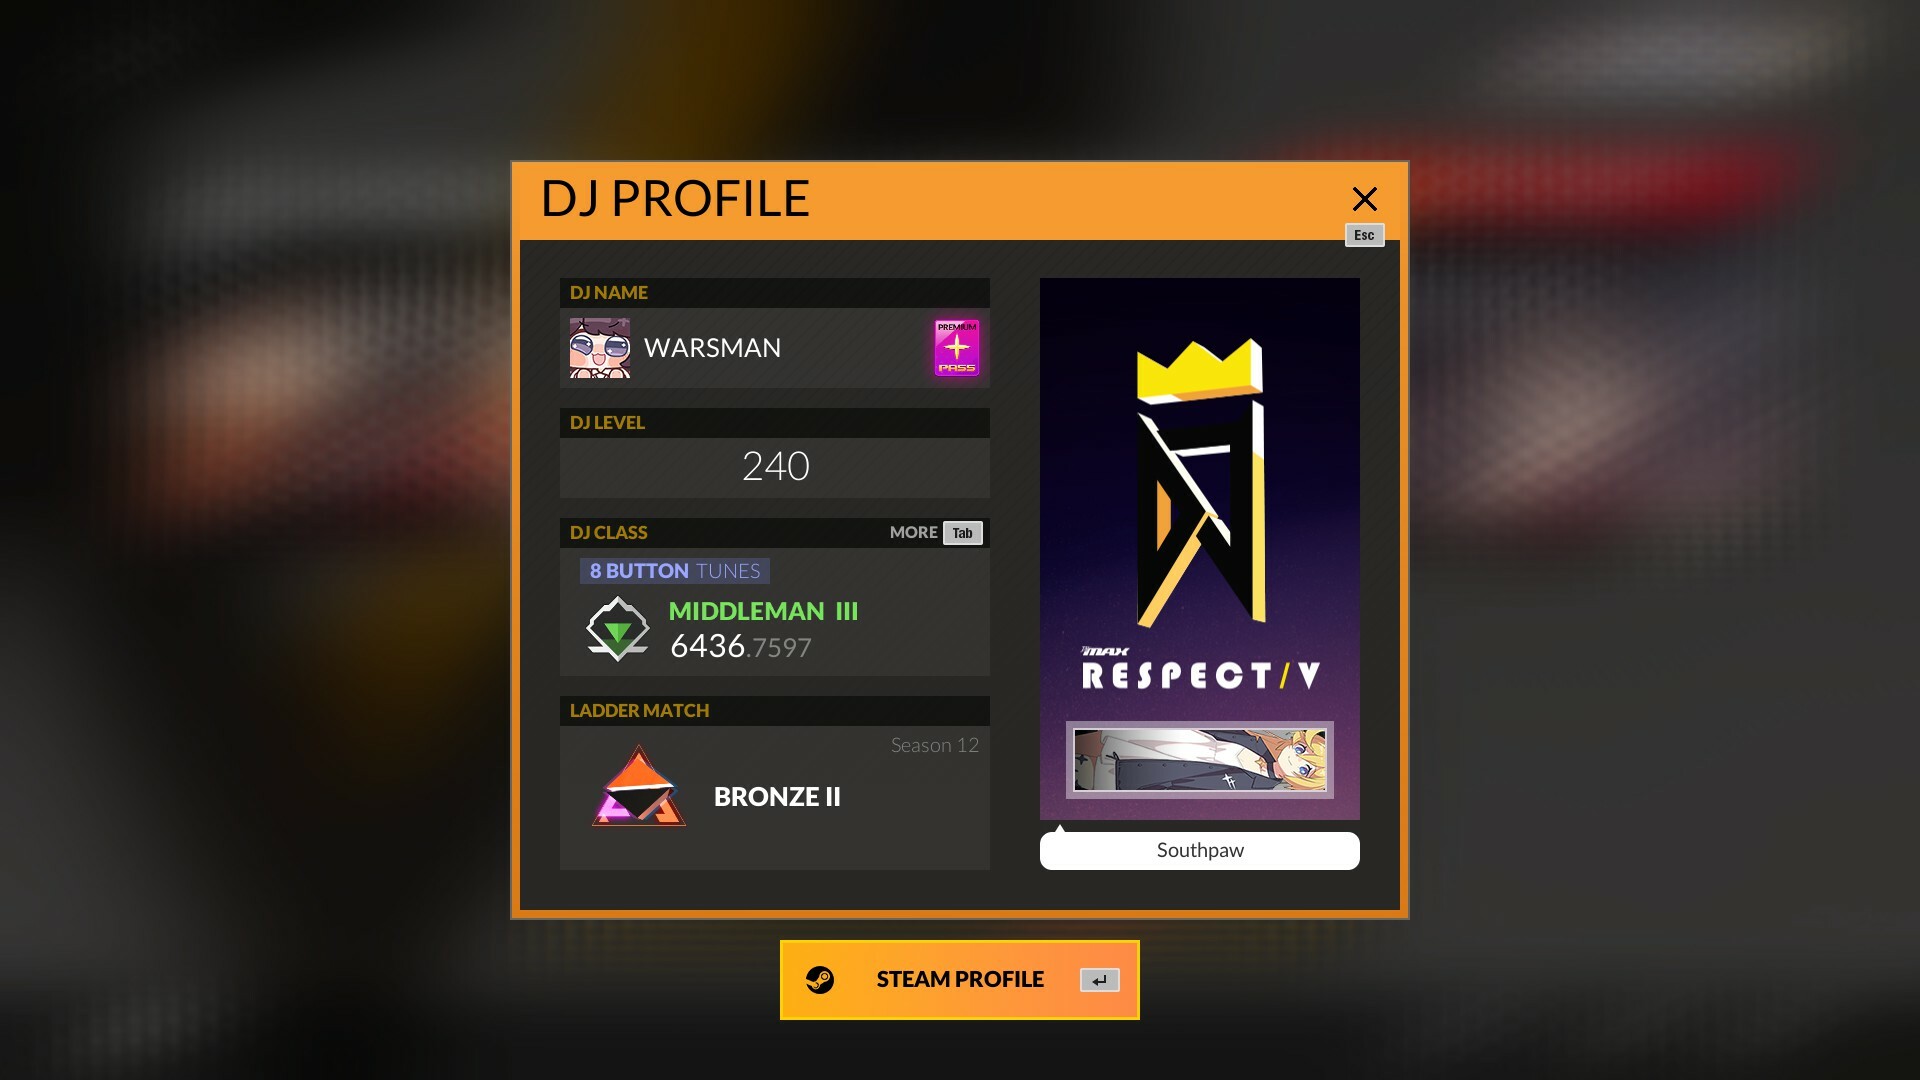 DJ PROFILE
Esc
DJ NAME
WARSMAN
PREMIUM
PASS
DJ LEVEL
240
DJ CLASS
MORE Tab
8 BUTTON TUNES
MIDDLEMAN III
6436.7597
LADDER MATCH
Season 12
BRONZE II
DJMAX
RESPECT/V
Southpaw
STEAM PROFILE